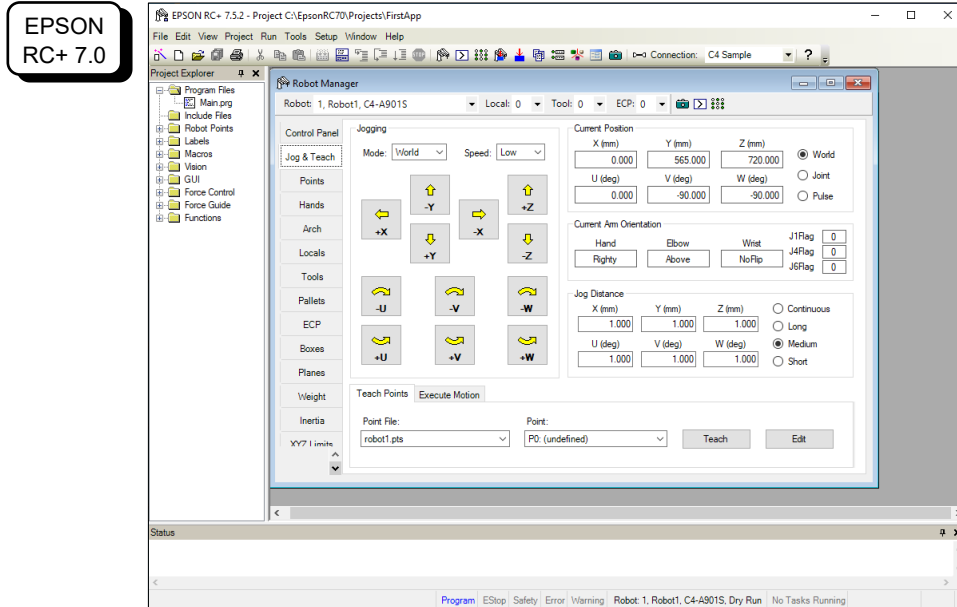 EPSON
RC+ 7.0
EPSON RC+ 7.5.2 - Project C:\EpsonRC70\Projects\FirstApp
File Edit View Project Run Tools Setup Window Help
Connection: C4 Sample
Project Explorer
Program Files
Main.prg
Include Files
Robot Points
Labels
Macros
Vision
GUI
Force Control
Force Guide
Functions
Robot Manager
Robot: 1, Robot1, C4-A901S Local: 0 Tool: 0 ECP: 0
Control Panel
Jog & Teach
Points
Hands
Arch
Locals
Tools
Pallets
ECP
Boxes
Planes
Weight
Inertia
XYZ Limits
Jogging
Mode: World Speed: Low
-Y +Z
+X -X
+Y -Z
-U -V -W
+U +V +W
Current Position
X (mm) Y (mm) Z (mm)
0.000 565.000 720.000
U (deg) V (deg) W (deg)
0.000 -90.000 -90.000
World
Joint
Pulse
Current Arm Orientation
Hand Elbow Wrist
Righty Above NoFlip
J1Flag 0
J4Flag 0
J6Flag 0
Jog Distance
X (mm) Y (mm) Z (mm)
1.000 1.000 1.000
U (deg) V (deg) W (deg)
1.000 1.000 1.000
Continuous
Long
Medium
Short
Teach Points Execute Motion
Point File: Point:
robot1.pts P0: (undefined) Teach Edit
Status
Program EStop Safety Error Warning Robot: 1, Robot1, C4-A901S, Dry Run No Tasks Running